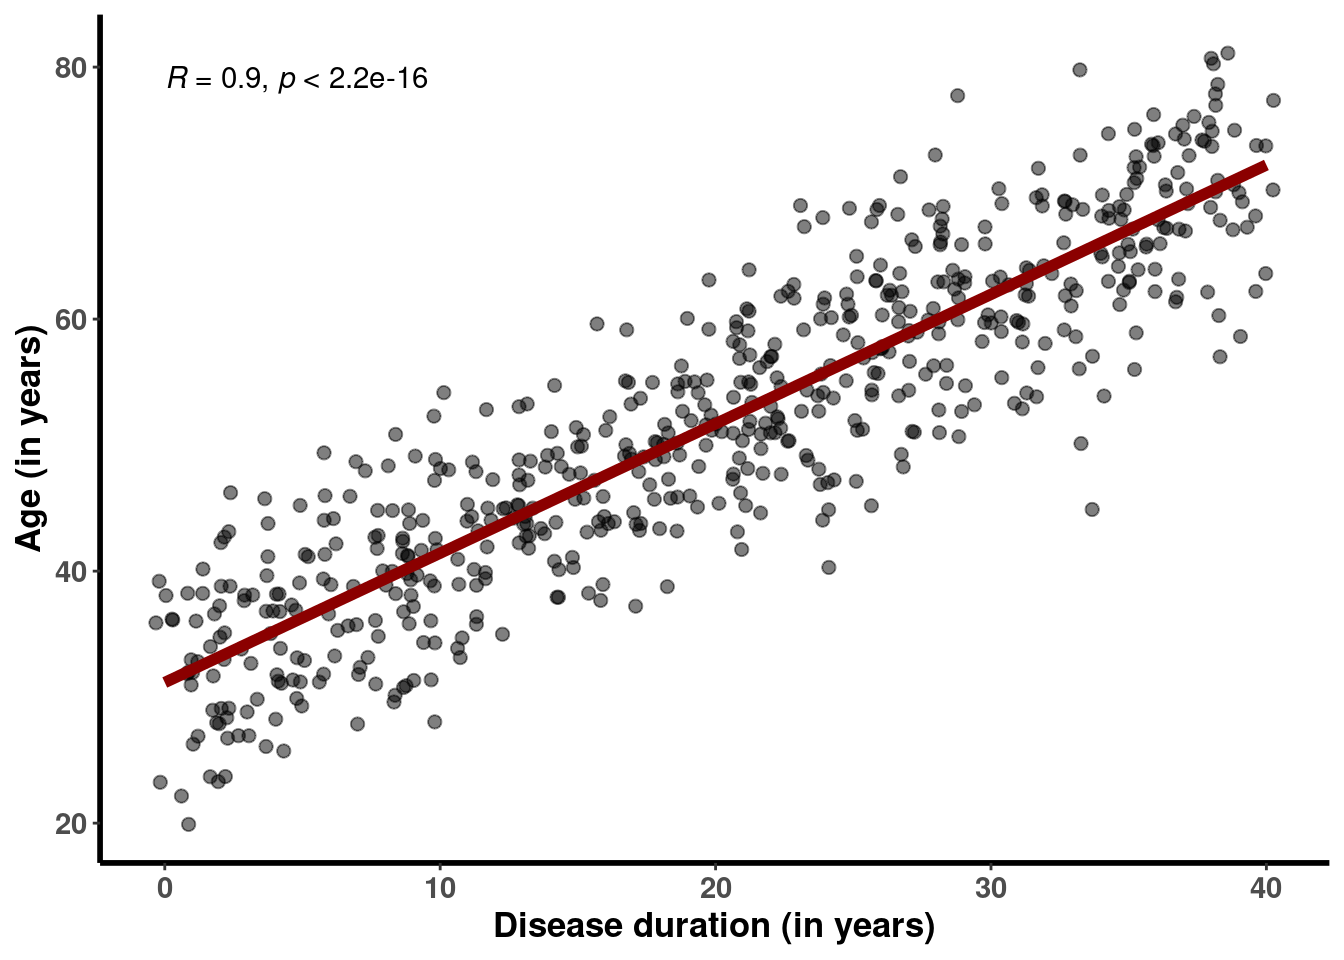 R = 0.9, p < 2.2e-16
80
60
40
20
Age (in years)
0 10 20 30 40
Disease duration (in years)